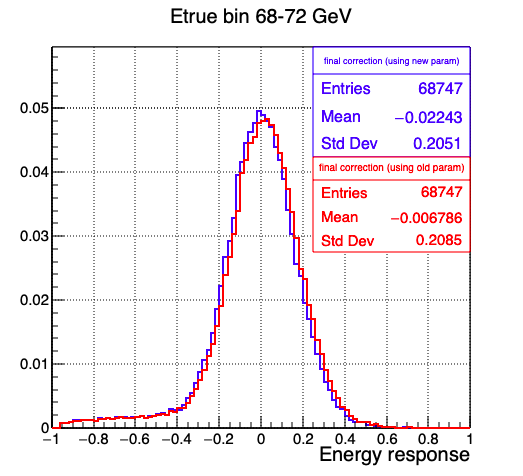 Etrue bin 68-72 GeV
final correction (using new param)
Entries 68747
Mean −0.02243
Std Dev 0.2051
final correction (using old param)
Entries 68747
Mean −0.006786
Std Dev 0.2085
0.05
0.04
0.03
0.02
0.01
0
−1 −0.8 −0.6 −0.4 −0.2 0 0.2 0.4 0.6 0.8 1
Energy response